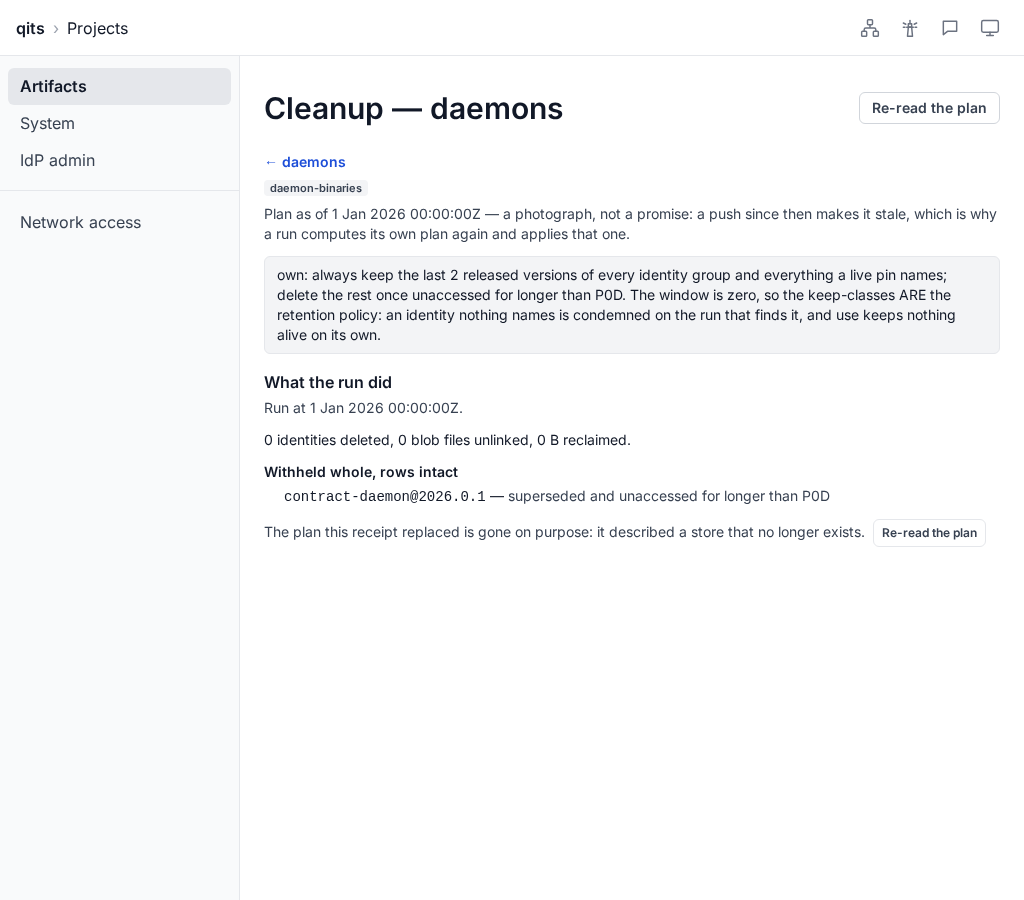 qits › Projects
Artifacts
System
IdP admin
Network access
Cleanup — daemons
Re-read the plan
← daemons
daemon-binaries
Plan as of 1 Jan 2026 00:00:00Z — a photograph, not a promise: a push since then makes it stale, which is why
a run computes its own plan again and applies that one.
own: always keep the last 2 released versions of every identity group and everything a live pin names;
delete the rest once unaccessed for longer than P0D. The window is zero, so the keep-classes ARE the
retention policy: an identity nothing names is condemned on the run that finds it, and use keeps nothing
alive on its own.
What the run did
Run at 1 Jan 2026 00:00:00Z.
0 identities deleted, 0 blob files unlinked, 0 B reclaimed.
Withheld whole, rows intact
contract-daemon@2026.0.1 — superseded and unaccessed for longer than P0D
The plan this receipt replaced is gone on purpose: it described a store that no longer exists. Re-read the plan